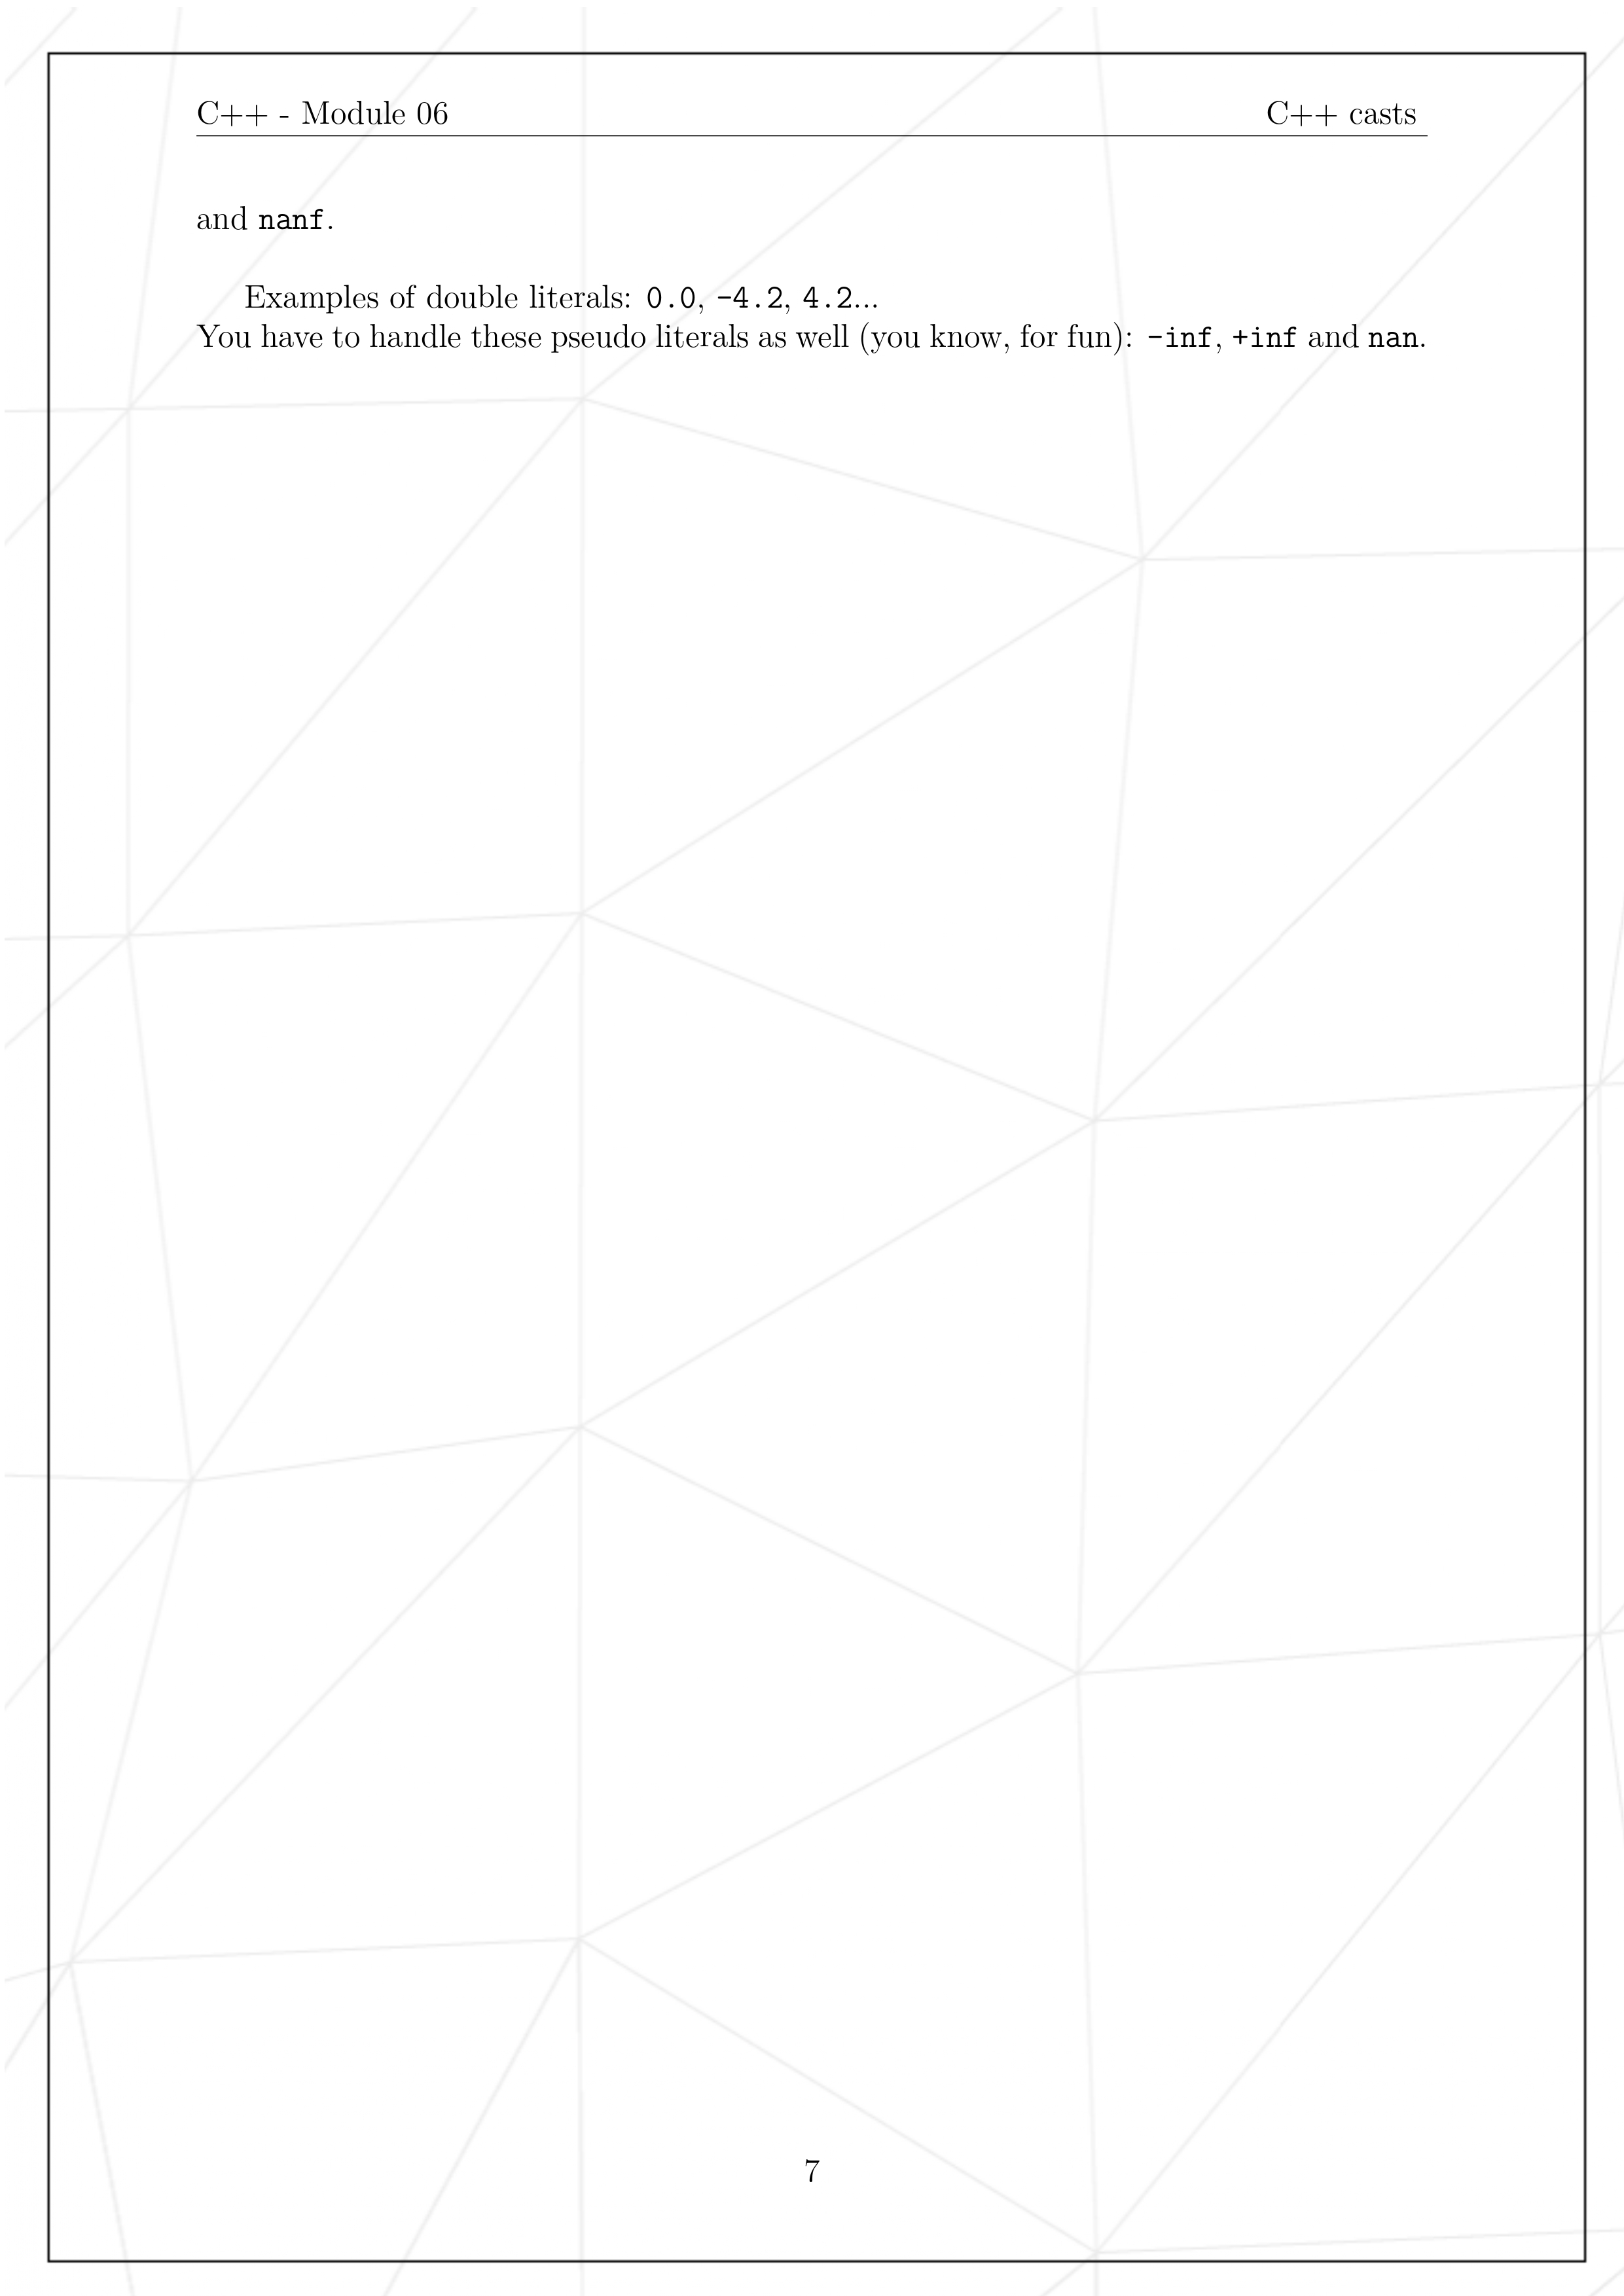 C++ - Module 06 C++ casts
and nanf.
Examples of double literals: 0.0, -4.2, 4.2...
You have to handle these pseudo literals as well (you know, for fun): -inf, +inf and nan.
7